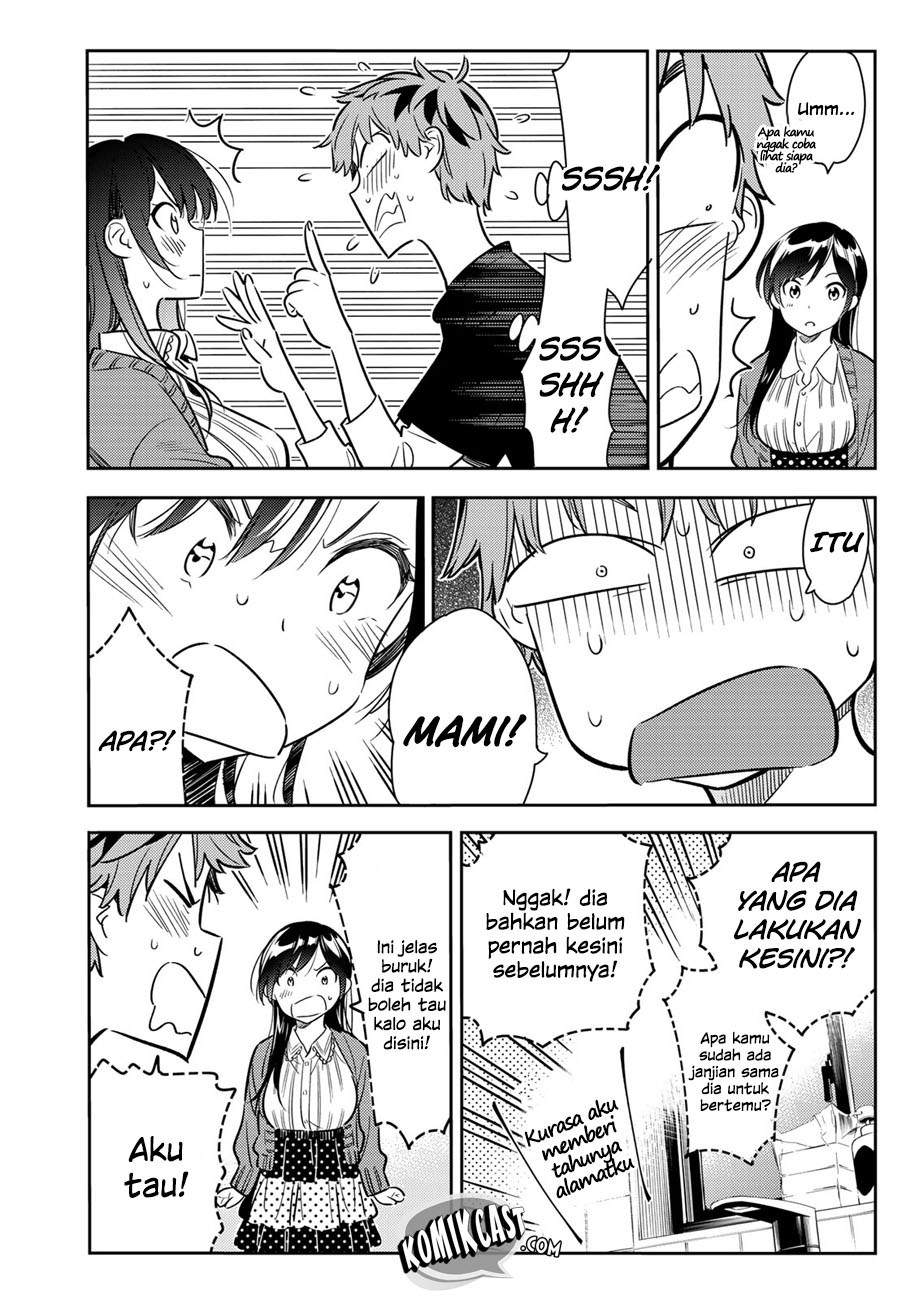 Umm...
Apa kamu
nggak coba
lihat siapa
dia?
SSSH!
SSS
SHH
H!
ITU
MAMI!
APA?!
APA
YANG DIA
LAKUKAN
KESINI?!
Apa kamu
sudah ada
janjian sama
dia untuk
bertemu?
Nggak! dia
bahkan belum
pernah kesini
sebelumnya!
Kurasa aku
memberi
tahunya
alamatku
Ini jelas
buruk!
dia tidak
boleh tau
kalo aku
disini!
Aku
tau!
KOMIKCAST
.COM